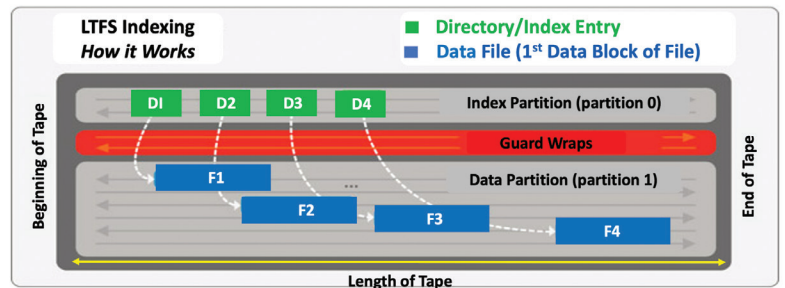 LTFS Indexing
How it Works
Directory/Index Entry
Data File (1st Data Block of File)
Beginning of Tape
D1
D2
D3
D4
Index Partition (partition 0)
Guard Wraps
F1
...
Data Partition (partition 1)
F2
F3
F4
End of Tape
Length of Tape